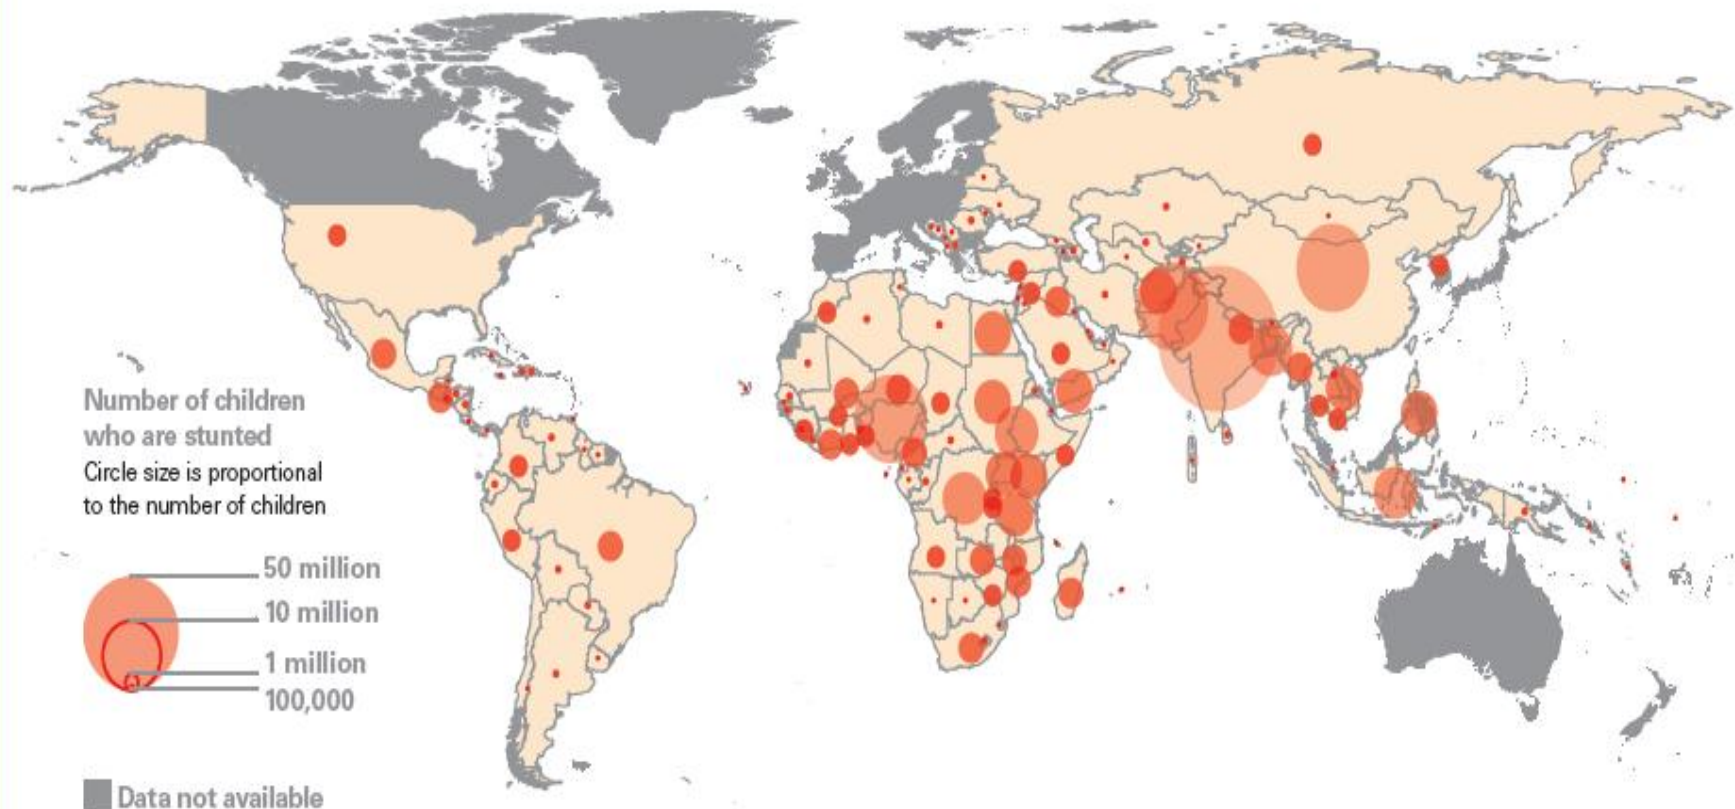 Number of children
who are stunted
Circle size is proportional
to the number of children
50 million
10 million
1 million
100,000
Data not available